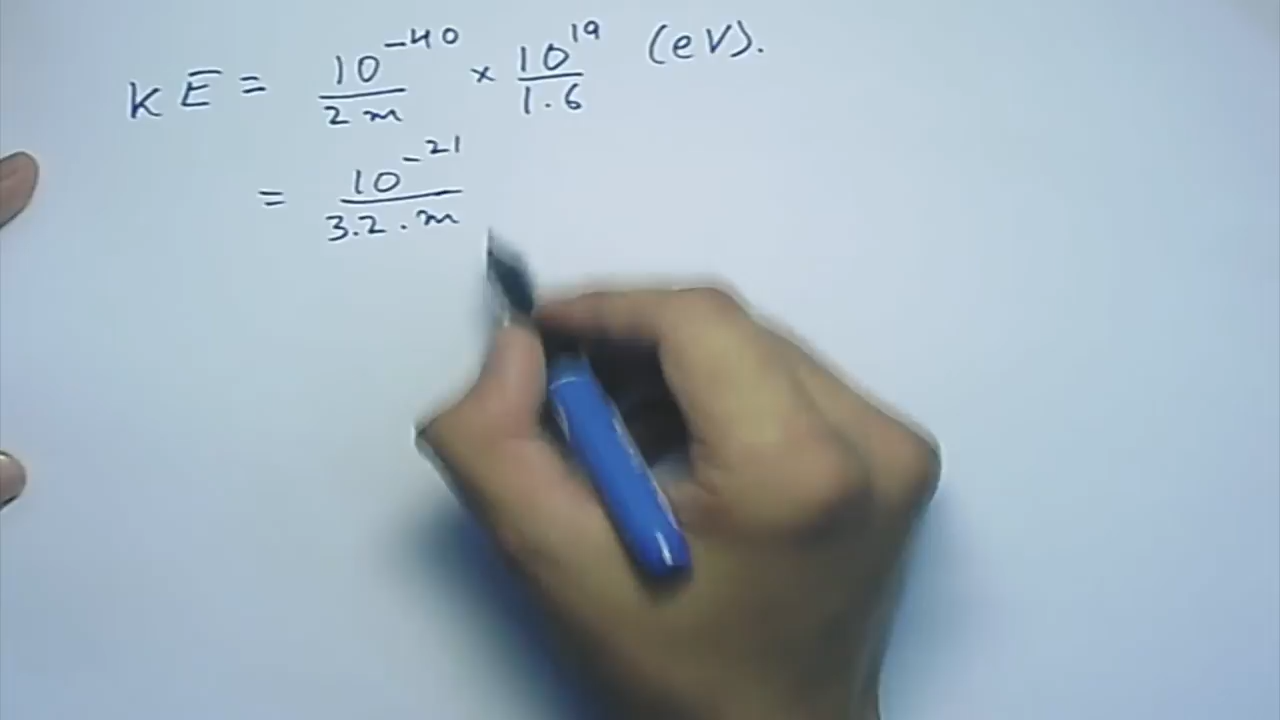 KE = 10^-40 / 2m × 10^19 / 1.6 (eV).
= 10^-21 / 3.2 . m